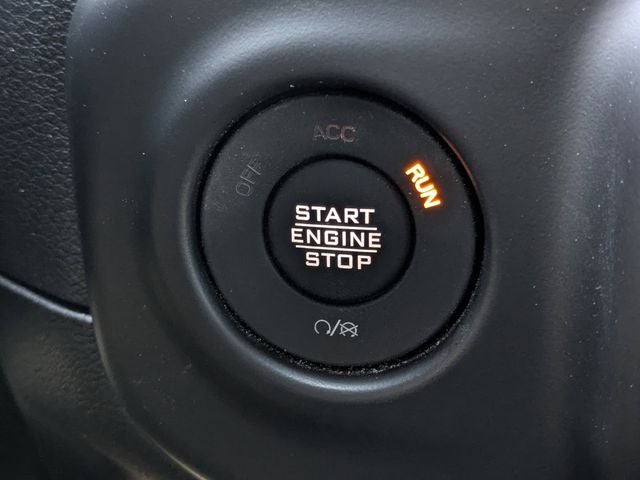 ACC
OFF
RUN
START
ENGINE
STOP